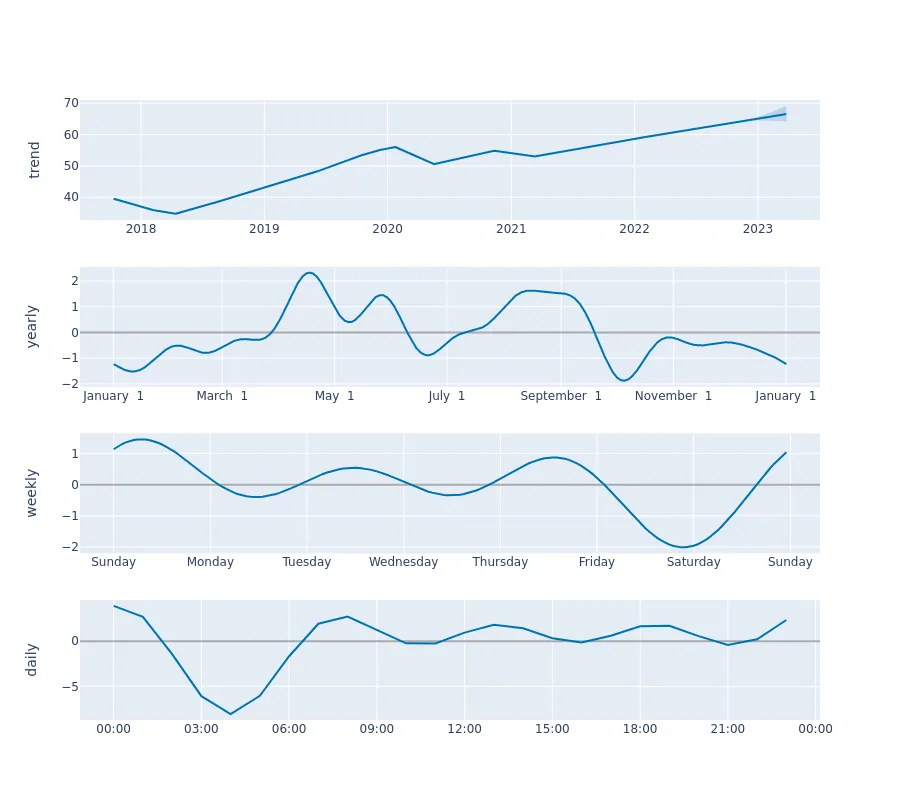 trend
70
60
50
40
2018 2019 2020 2021 2022 2023
yearly
2
1
0
−1
−2
January 1 March 1 May 1 July 1 September 1 November 1 January 1
weekly
1
0
−1
−2
Sunday Monday Tuesday Wednesday Thursday Friday Saturday Sunday
daily
0
−5
00:00 03:00 06:00 09:00 12:00 15:00 18:00 21:00 00:00